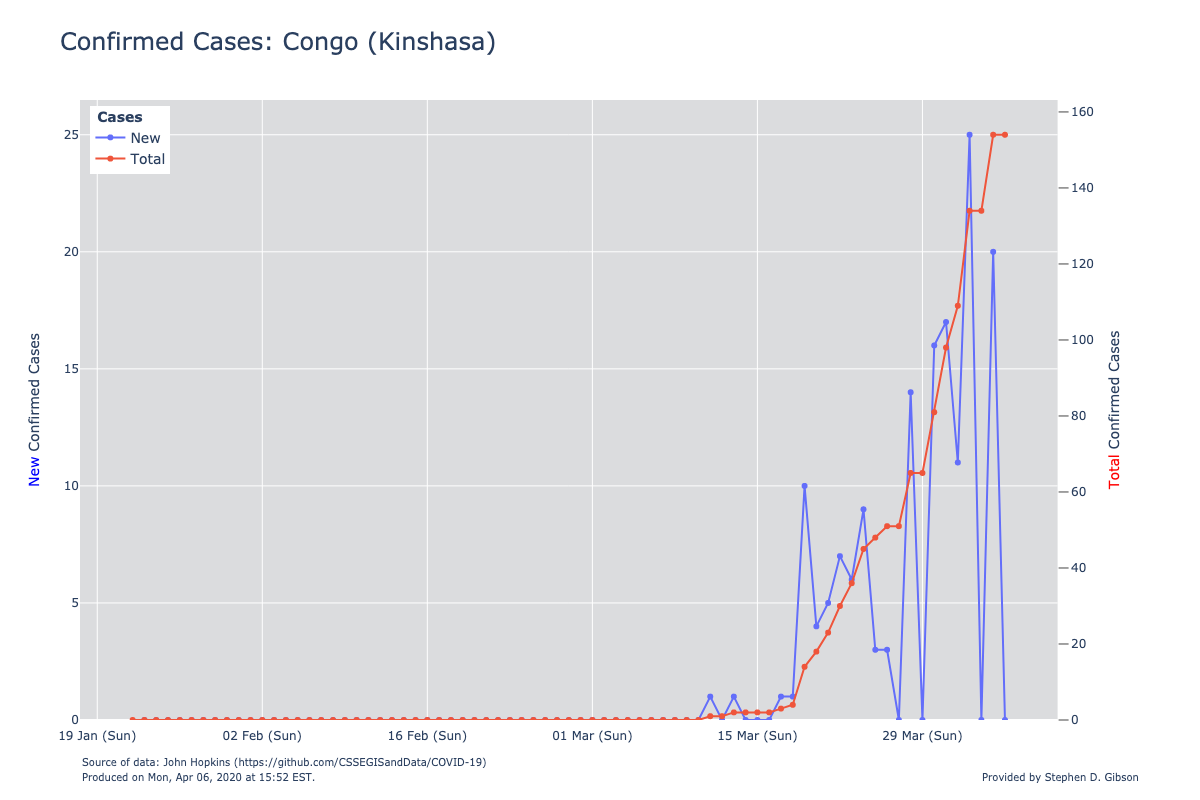 Confirmed Cases: Congo (Kinshasa)
Cases
New
Total
25
20
15
10
5
0
160
140
120
100
80
60
40
20
0
New Confirmed Cases
Total Confirmed Cases
19 Jan (Sun) 02 Feb (Sun) 16 Feb (Sun) 01 Mar (Sun) 15 Mar (Sun) 29 Mar (Sun)
Source of data: John Hopkins (https://github.com/CSSEGISandData/COVID-19)
Produced on Mon, Apr 06, 2020 at 15:52 EST.
Provided by Stephen D. Gibson